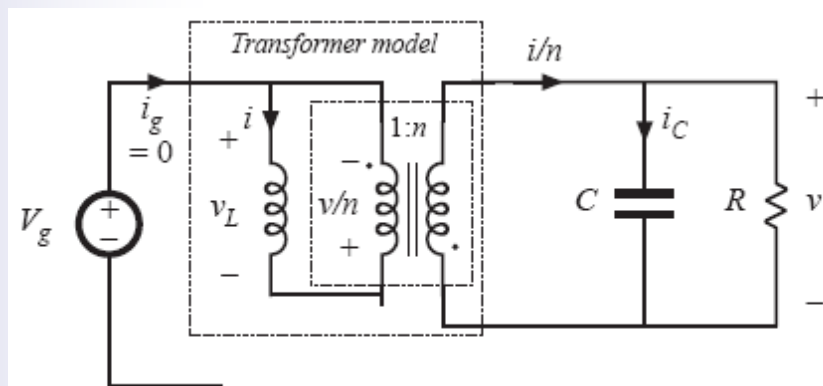 Transformer model
i/n
i_g
= 0
+
i
1:n
+
V_g
+
−
v_L
−
v/n
+
−
i_C
C
R
+
v
−